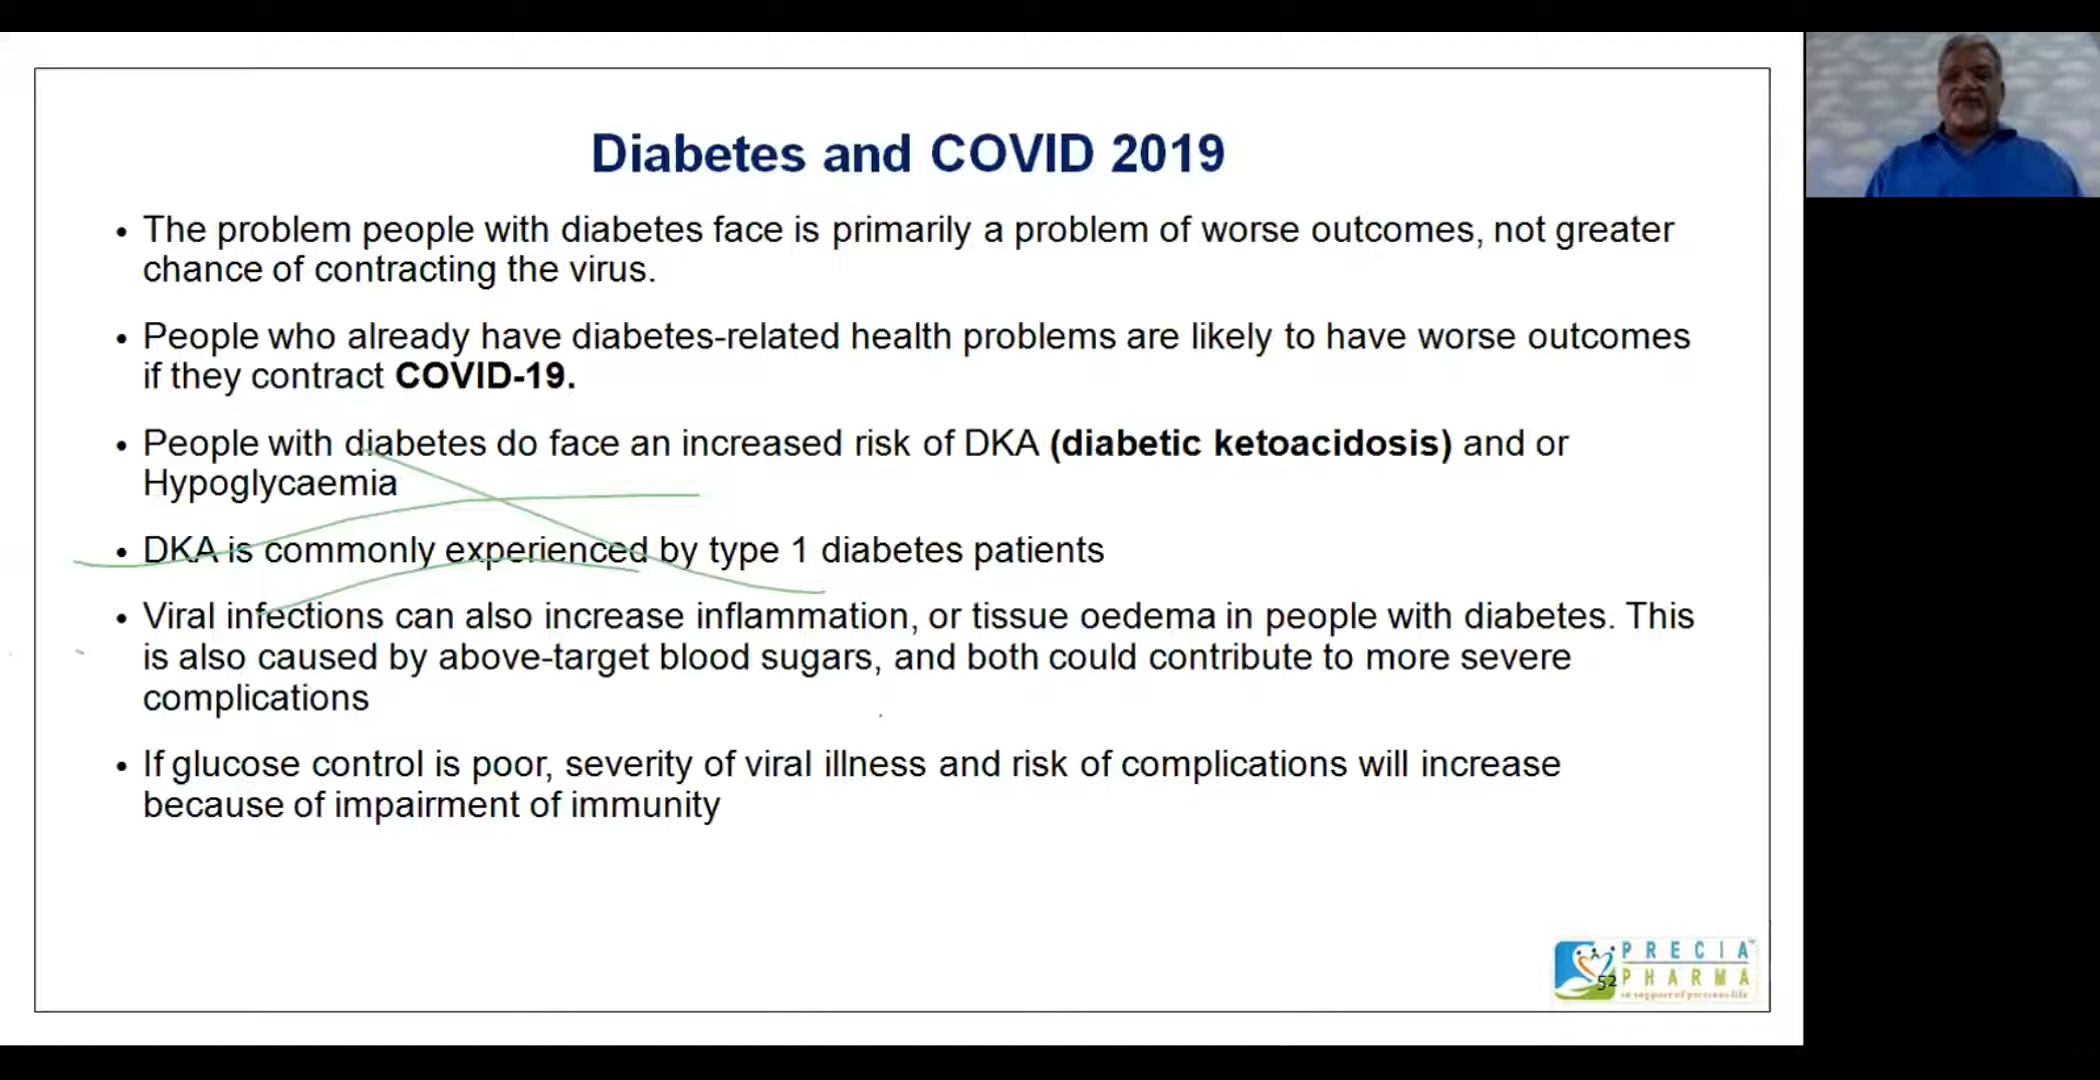 Diabetes and COVID 2019
• The problem people with diabetes face is primarily a problem of worse outcomes, not greater
chance of contracting the virus.
• People who already have diabetes-related health problems are likely to have worse outcomes
if they contract COVID-19.
• People with diabetes do face an increased risk of DKA (diabetic ketoacidosis) and or
Hypoglycaemia
• DKA is commonly experienced by type 1 diabetes patients
• Viral infections can also increase inflammation, or tissue oedema in people with diabetes. This
is also caused by above-target blood sugars, and both could contribute to more severe
complications
• If glucose control is poor, severity of viral illness and risk of complications will increase
because of impairment of immunity
PRECIA™
52
PHARMA
in support of precious life